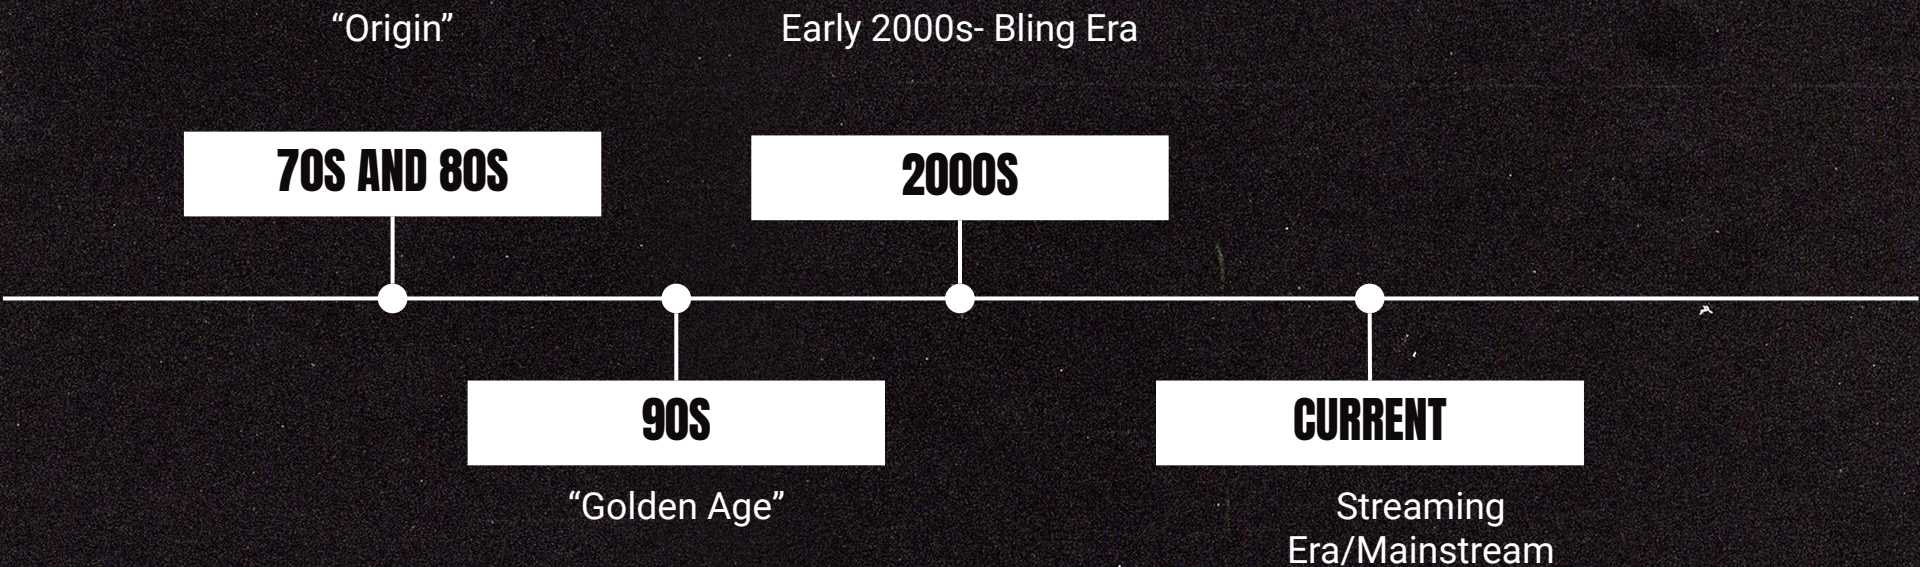 “Origin”
Early 2000s- Bling Era
70S AND 80S
2000S
90S
CURRENT
“Golden Age”
Streaming
Era/Mainstream